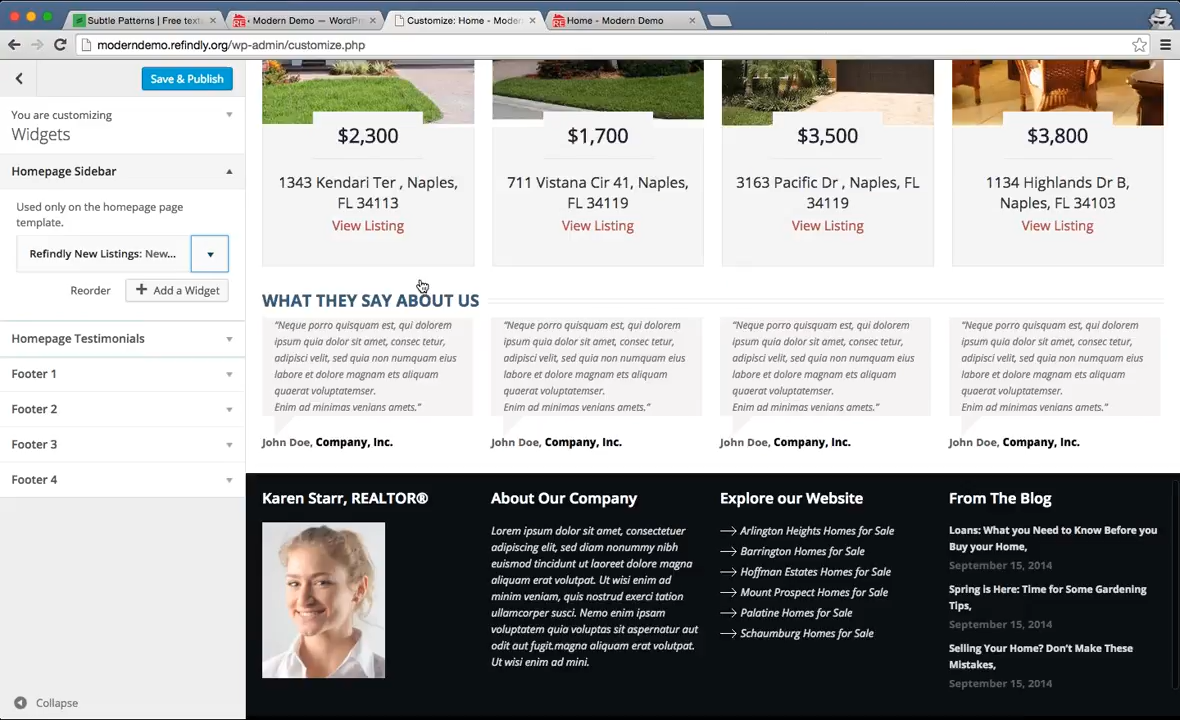 Subtle Patterns | Free text
Modern Demo — WordPr
Customize: Home - Modern
Home - Modern Demo
moderndemo.refindly.org/wp-admin/customize.php
Save & Publish
You are customizing
Widgets
Homepage Sidebar
Used only on the homepage page
template.
Refindly New Listings: New...
Reorder
Add a Widget
Homepage Testimonials
Footer 1
Footer 2
Footer 3
Footer 4
Collapse
$2,300
1343 Kendari Ter , Naples,
FL 34113
View Listing
$1,700
711 Vistana Cir 41, Naples,
FL 34119
View Listing
$3,500
3163 Pacific Dr , Naples, FL
34119
View Listing
$3,800
1134 Highlands Dr B,
Naples, FL 34103
View Listing
WHAT THEY SAY ABOUT US
“Neque porro quisquam est, qui dolorem
ipsum quia dolor sit amet, consec tetur,
adipisci velit, sed quia non numquam eius
labore et dolore magnam ets aliquam
quaerat voluptatemser.
Enim ad minimas venians amets.”
John Doe, Company, Inc.
“Neque porro quisquam est, qui dolorem
ipsum quia dolor sit amet, consec tetur,
adipisci velit, sed quia non numquam eius
labore et dolore magnam ets aliquam
quaerat voluptatemser.
Enim ad minimas venians amets.”
John Doe, Company, Inc.
“Neque porro quisquam est, qui dolorem
ipsum quia dolor sit amet, consec tetur,
adipisci velit, sed quia non numquam eius
labore et dolore magnam ets aliquam
quaerat voluptatemser.
Enim ad minimas venians amets.”
John Doe, Company, Inc.
“Neque porro quisquam est, qui dolorem
ipsum quia dolor sit amet, consec tetur,
adipisci velit, sed quia non numquam eius
labore et dolore magnam ets aliquam
quaerat voluptatemser.
Enim ad minimas venians amets.”
John Doe, Company, Inc.
Karen Starr, REALTOR®
About Our Company
Lorem ipsum dolor sit amet, consectetuer
adipiscing elit, sed diam nonummy nibh
euismod tincidunt ut laoreet dolore magna
aliquam erat volutpat. Ut wisi enim ad
minim veniam, quis nostrud exerci tation
ullamcorper susci. Nemo enim ipsam
voluptatem quia voluptas sit aspernatur aut
odit aut fugit.magna aliquam erat volutpat.
Ut wisi enim ad mini.
Explore our Website
Arlington Heights Homes for Sale
Barrington Homes for Sale
Hoffman Estates Homes for Sale
Mount Prospect Homes for Sale
Palatine Homes for Sale
Schaumburg Homes for Sale
From The Blog
Loans: What you Need to Know Before you
Buy your Home,
September 15, 2014
Spring is Here: Time for Some Gardening
Tips,
September 15, 2014
Selling Your Home? Don’t Make These
Mistakes,
September 15, 2014